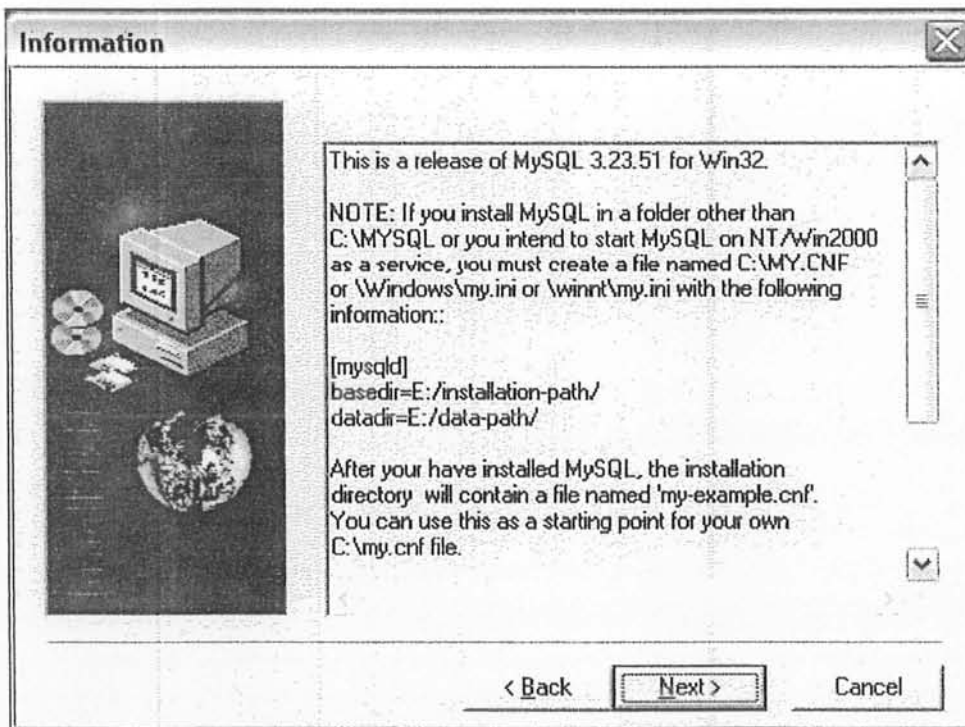 Information
This is a release of MySQL 3.23.51 for Win32.
NOTE: If you install MySQL in a folder other than
C:\MYSQL or you intend to start MySQL on NT/Win2000
as a service, you must create a file named C:\MY.CNF
or \Windows\my.ini or \winnt\my.ini with the following
information::
[mysqld]
basedir=E:/installation-path/
datadir=E:/data-path/
After your have installed MySQL, the installation
directory  will contain a file named 'my-example.cnf'.
You can use this as a starting point for your own
C:\my.cnf file.
< Back
Next >
Cancel